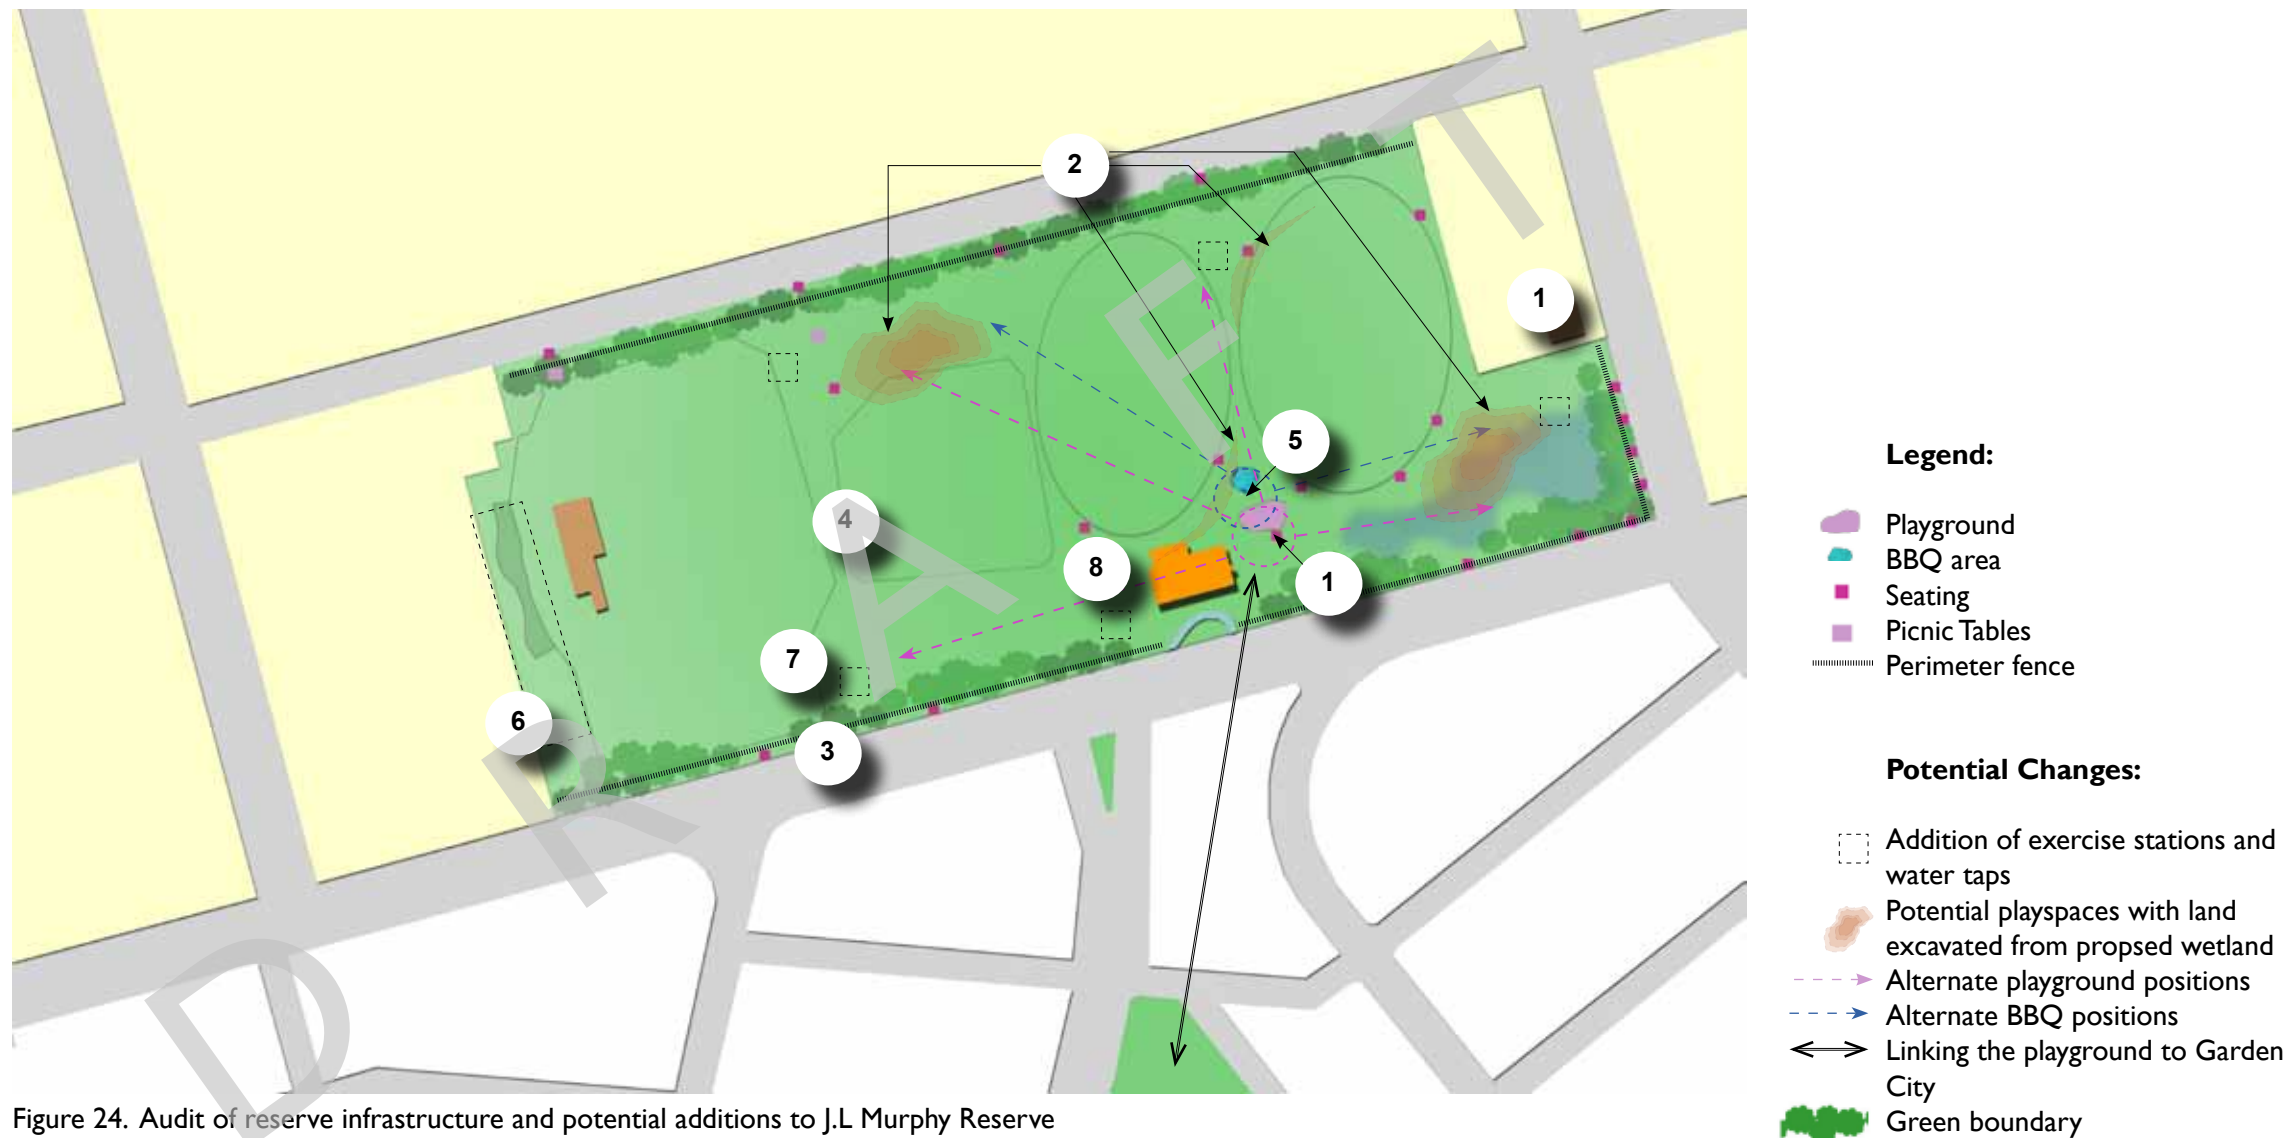 2
1
5
4
8
1
7
6
3
DRAFT
Legend:
Playground
BBQ area
Seating
Picnic Tables
Perimeter fence
Potential Changes:
Addition of exercise stations and
water taps
Potential playspaces with land
excavated from propsed wetland
Alternate playground positions
Alternate BBQ positions
Linking the playground to Garden
City
Green boundary
Figure 24. Audit of reserve infrastructure and potential additions to J.L Murphy Reserve